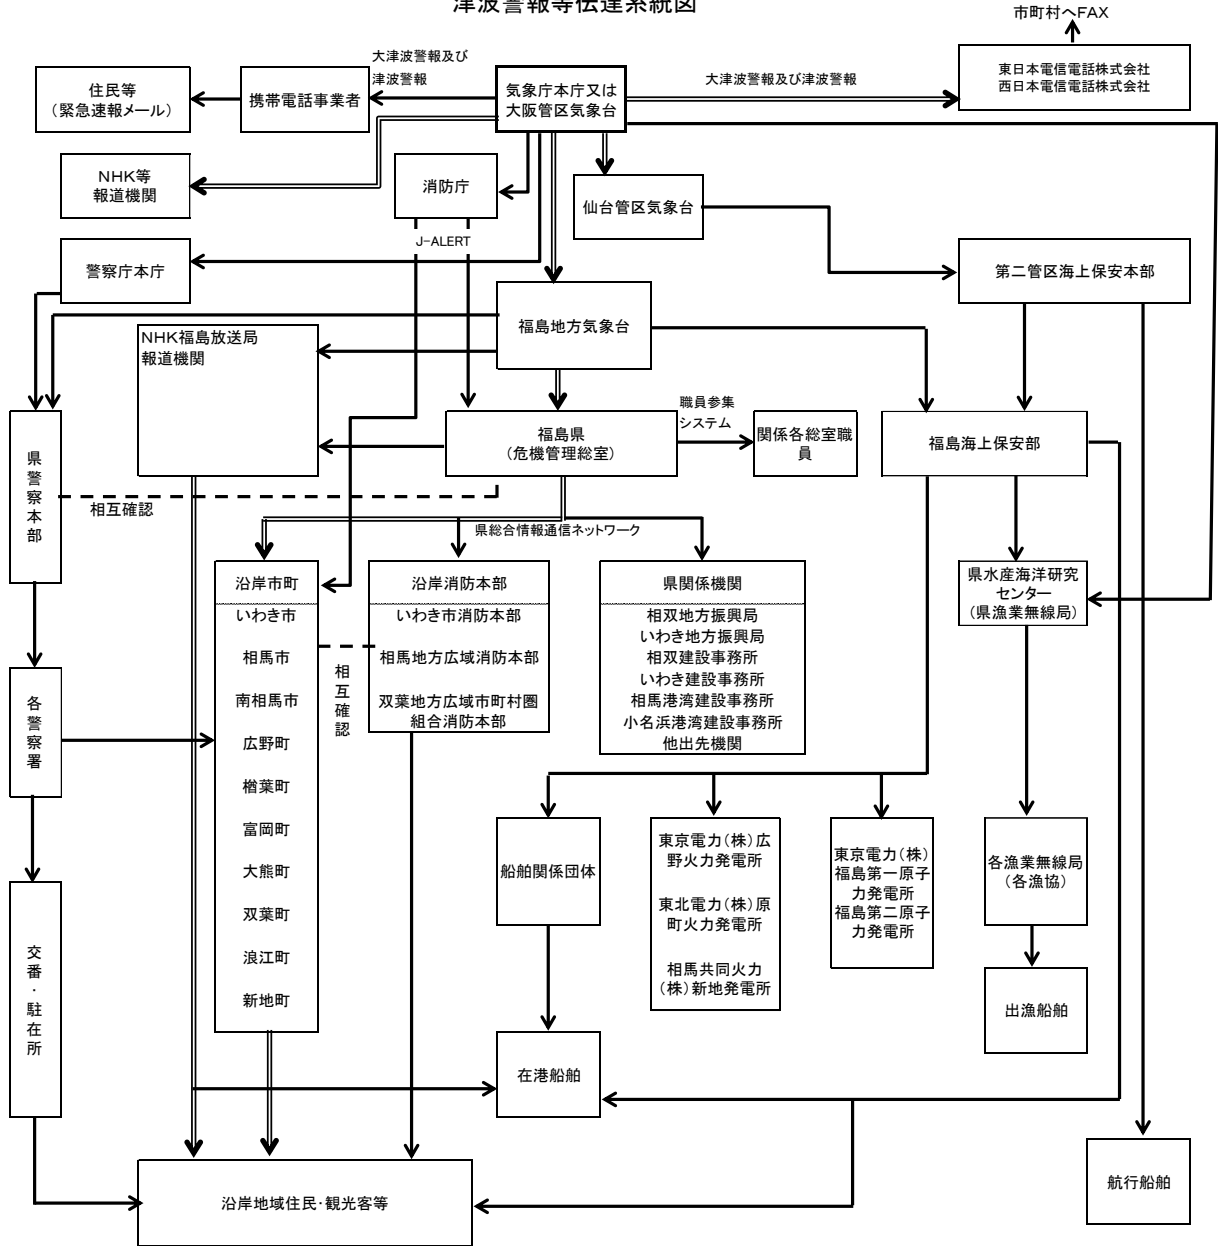 津波警報等伝達系統図
市町村へFAX
大津波警報及び
津波警報
大津波警報及び津波警報
住民等
（緊急速報メール）
携帯電話事業者
気象庁本庁又は
大阪管区気象台
東日本電信電話株式会社
西日本電信電話株式会社
NHK等
報道機関
消防庁
仙台管区気象台
J-ALERT
警察庁本庁
第二管区海上保安本部
福島地方気象台
NHK福島放送局
報道機関
職員参集
システム
福島県
（危機管理総室）
関係各総室職
員
福島海上保安部
県警察本部
相互確認
県総合情報通信ネットワーク
沿岸市町
いわき市
相馬市
南相馬市
広野町
楢葉町
富岡町
大熊町
双葉町
浪江町
新地町
相互確認
沿岸消防本部
いわき市消防本部
相馬地方広域消防本部
双葉地方広域市町村圏
組合消防本部
県関係機関
相双地方振興局
いわき地方振興局
相双建設事務所
いわき建設事務所
相馬港湾建設事務所
小名浜港湾建設事務所
他出先機関
県水産海洋研究
センター
（県漁業無線局）
各警察署
船舶関係団体
東京電力（株）広
野火力発電所
東北電力（株）原
町火力発電所
相馬共同火力
（株）新地発電所
東京電力（株）
福島第一原子
力発電所
福島第二原子
力発電所
各漁業無線局
（各漁協）
交番・駐在所
出漁船舶
在港船舶
沿岸地域住民・観光客等
航行船舶